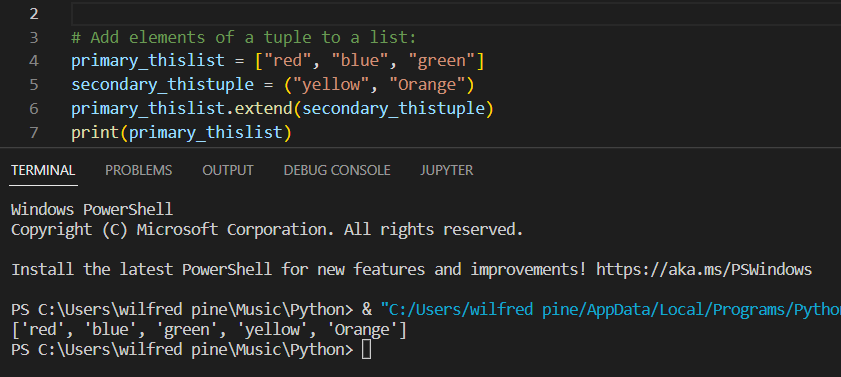 2
3 # Add elements of a tuple to a list:
4 primary_thislist = ["red", "blue", "green"]
5 secondary_thistuple = ("yellow", "Orange")
6 primary_thislist.extend(secondary_thistuple)
7 print(primary_thislist)
TERMINAL PROBLEMS OUTPUT DEBUG CONSOLE JUPYTER
Windows PowerShell
Copyright (C) Microsoft Corporation. All rights reserved.
Install the latest PowerShell for new features and improvements! https://aka.ms/PSWindows
PS C:\Users\wilfred pine\Music\Python> & "C:/Users/wilfred pine/AppData/Local/Programs/Pytho
['red', 'blue', 'green', 'yellow', 'Orange']
PS C:\Users\wilfred pine\Music\Python>